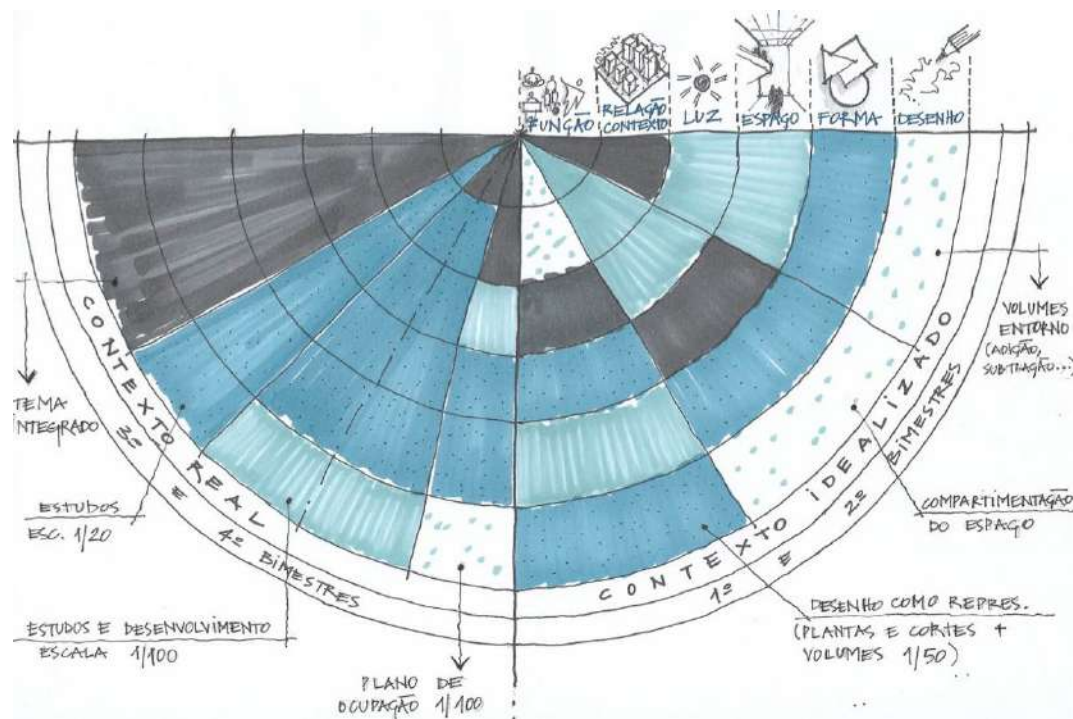 FUNÇÃO
RELAÇÃO
CONTEXTO
LUZ
ESPAÇO
FORMA
DESENHO
VOLUMES
ENTORNO
(ADIÇÃO,
SUBTRAÇÃO...)
CONTEXTO IDEALIZADO
1º E 2º BIMESTRES
COMPARTIMENTAÇÃO
DO ESPAÇO
DESENHO COMO REPRES.
(PLANTAS E CORTES +
VOLUMES 1/50)
CONTEXTO REAL
3º E 4º BIMESTRES
TEMA
INTEGRADO
ESTUDOS
ESC. 1/20
ESTUDOS E DESENVOLVIMENTO
ESCALA 1/100
PLANO DE
OCUPAÇÃO 1/100